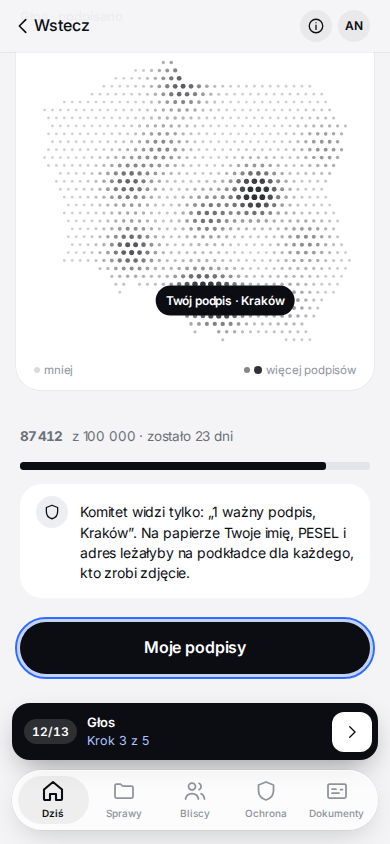 Wstecz
AN
Twój podpis · Kraków
mniej
więcej podpisów
87 412 z 100 000 · zostało 23 dni
Komitet widzi tylko: „1 ważny podpis,
Kraków”. Na papierze Twoje imię, PESEL i
adres leżałyby na podkładce dla każdego,
kto zrobi zdjęcie.
Moje podpisy
12/13
Głos
Krok 3 z 5
Dziś
Sprawy
Bliscy
Ochrona
Dokumenty